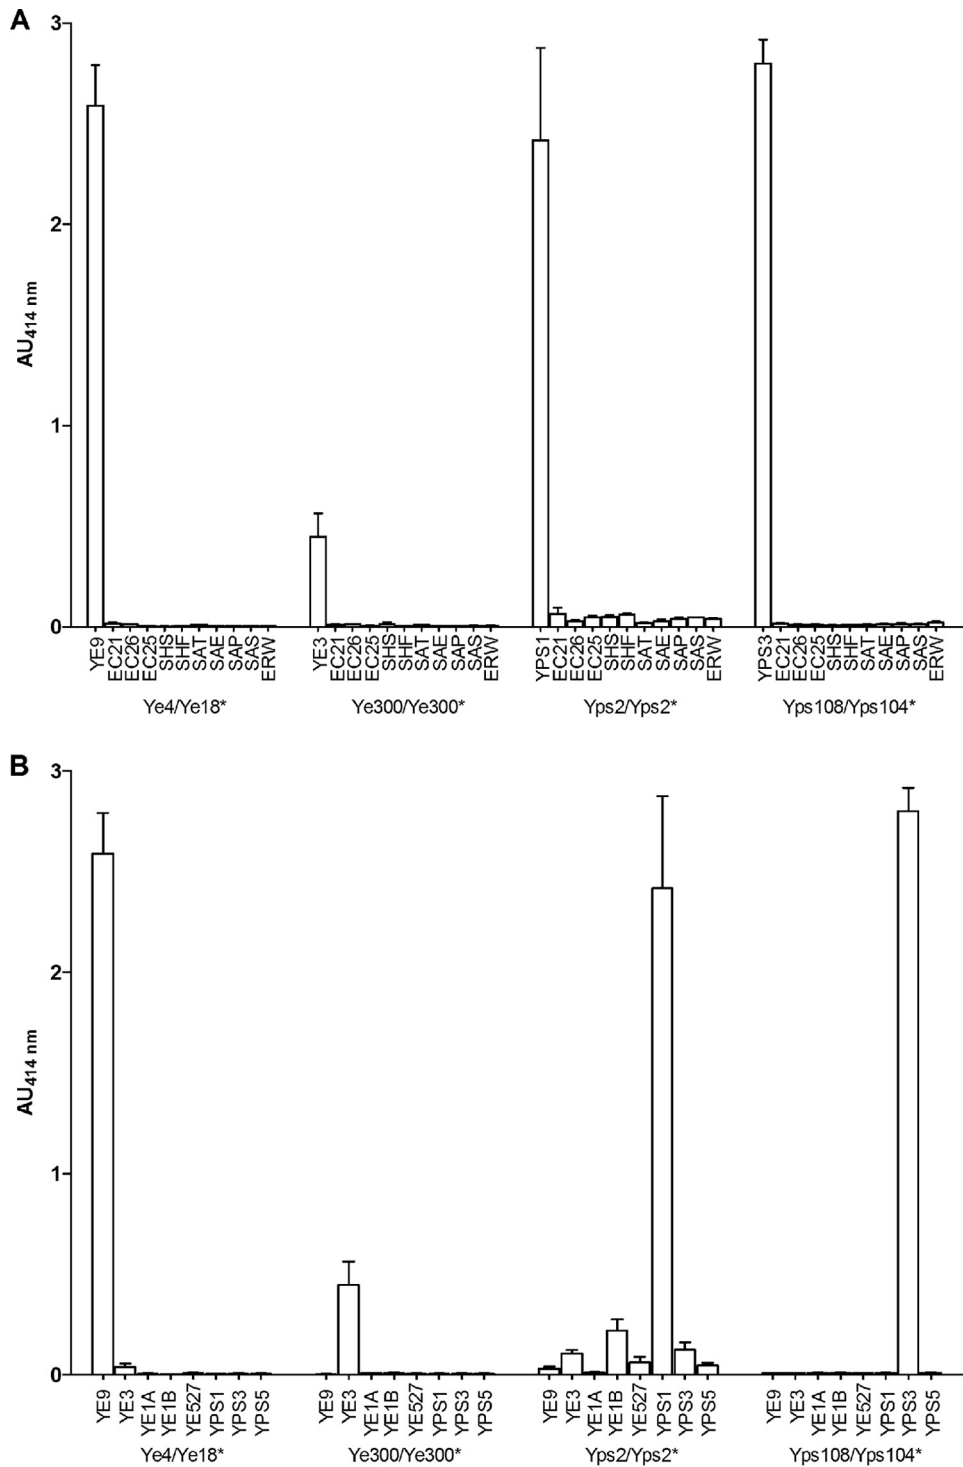 A
3
2
1
0
AU414 nm
YE9 EC21 EC26 EC25 SHS SHF SAT SAE SAP SAS ERW YE3 EC21 EC26 EC25 SHS SHF SAT SAE SAP SAS ERW YPS1 EC21 EC26 EC25 SHS SHF SAT SAE SAP SAS ERW YPS3 EC21 EC26 EC25 SHS SHF SAT SAE SAP SAS ERW
Ye4/Ye18* Ye300/Ye300* Yps2/Yps2* Yps108/Yps104*
B
3
2
1
0
AU414 nm
YE9 YE3 YE1A YE1B YE527 YPS1 YPS3 YPS5 YE9 YE3 YE1A YE1B YE527 YPS1 YPS3 YPS5 YE9 YE3 YE1A YE1B YE527 YPS1 YPS3 YPS5 YE9 YE3 YE1A YE1B YE527 YPS1 YPS3 YPS5
Ye4/Ye18* Ye300/Ye300* Yps2/Yps2* Yps108/Yps104*